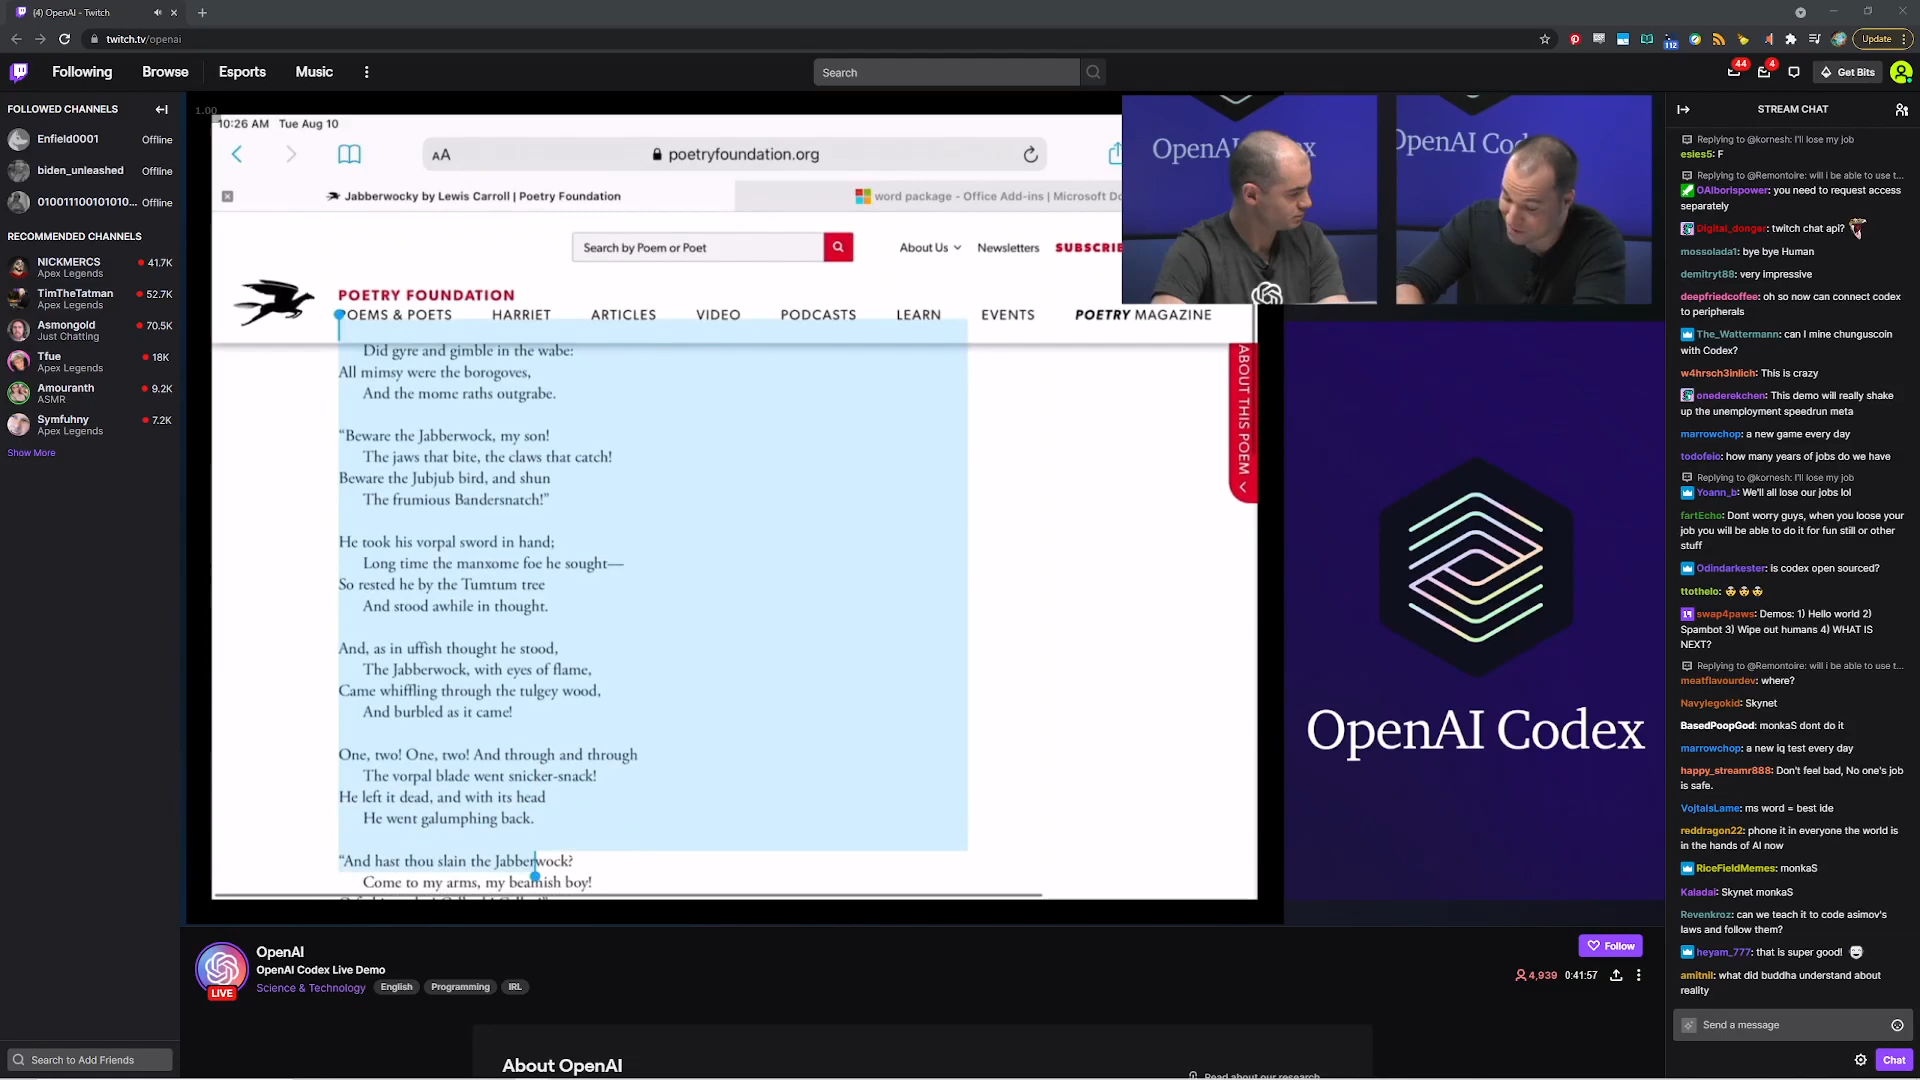 (4) OpenAI - Twitch
twitch.tv/openai
112
Update
Following
Browse
Esports
Music
Search
44
4
Get Bits
FOLLOWED CHANNELS
Enfield0001
Offline
biden_unleashed
Offline
010011100101010...
Offline
RECOMMENDED CHANNELS
NICKMERCS
41.7K
Apex Legends
TimTheTatman
52.7K
Apex Legends
Asmongold
70.5K
Just Chatting
Tfue
18K
Apex Legends
Amouranth
9.2K
ASMR
Symfuhny
7.2K
Apex Legends
Show More
Search to Add Friends
1.00
10:26 AM Tue Aug 10
AA
poetryfoundation.org
Jabberwocky by Lewis Carroll | Poetry Foundation
word package - Office Add-ins | Microsoft Do
Search by Poem or Poet
About Us
Newsletters
SUBSCRIBE
POETRY FOUNDATION
POEMS & POETS
HARRIET
ARTICLES
VIDEO
PODCASTS
LEARN
EVENTS
POETRY MAGAZINE
Did gyre and gimble in the wabe:
All mimsy were the borogoves,
And the mome raths outgrabe.
“Beware the Jabberwock, my son!
The jaws that bite, the claws that catch!
Beware the Jubjub bird, and shun
The frumious Bandersnatch!”
He took his vorpal sword in hand;
Long time the manxome foe he sought—
So rested he by the Tumtum tree
And stood awhile in thought.
And, as in uffish thought he stood,
The Jabberwock, with eyes of flame,
Came whiffling through the tulgey wood,
And burbled as it came!
One, two! One, two! And through and through
The vorpal blade went snicker-snack!
He left it dead, and with its head
He went galumphing back.
“And hast thou slain the Jabberwock?
Come to my arms, my beamish boy!
ABOUT THIS POEM
OpenAI Codex
OpenAI Codex
OpenAI Codex
OpenAI
OpenAI Codex Live Demo
LIVE
Science & Technology
English
Programming
IRL
Follow
4,939
0:41:57
About OpenAI
Read about our research
STREAM CHAT
Replying to @kornesh: I'll lose my job
esies5: F
Replying to @Remontoire: will i be able to use t...
OAIborispower: you need to request access
separately
Digital_donger: twitch chat api?
mossolada1: bye bye Human
demitryt88: very impressive
deepfriedcoffee: oh so now can connect codex
to peripherals
The_Wattermann: can I mine chunguscoin
with Codex?
w4hrsch3inlich: This is crazy
onederekchen: This demo will really shake
up the unemployment speedrun meta
marrowchop: a new game every day
todofeio: how many years of jobs do we have
Replying to @kornesh: I'll lose my job
Yoann_b: We'll all lose our jobs lol
fartEcho: Dont worry guys, when you loose your
job you will be able to do it for fun still or other
stuff
Odindarkester: is codex open sourced?
ttothelo:
swap4paws: Demos: 1) Hello world 2)
Spambot 3) Wipe out humans 4) WHAT IS
NEXT?
Replying to @Remontoire: will i be able to use t...
meatflavourdev: where?
Navylegokid: Skynet
BasedPoopGod: monkaS dont do it
marrowchop: a new iq test every day
happy_streamr888: Don't feel bad, No one's job
is safe.
VojtaIsLame: ms word = best ide
reddragon22: phone it in everyone the world is
in the hands of AI now
RiceFieldMemes: monkaS
Kaladai: Skynet monkaS
Revenkroz: can we teach it to code asimov's
laws and follow them?
heyam_777: that is super good!
amitnil: what did buddha understand about
reality
Send a message
Chat